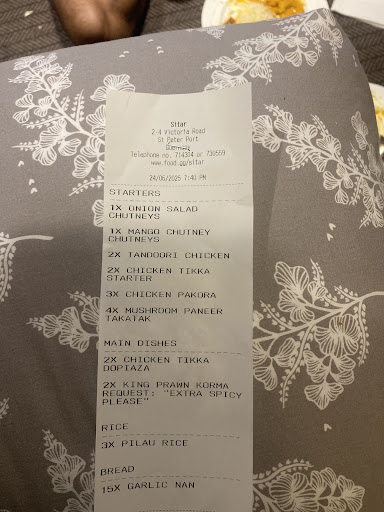 Sitar
2-4 Victoria Road
St Peter Port
Guernsey
Telephone no. 714304 or 730559
www.food.gg/sitar
24/06/2025 7:40 PM
STARTERS
1X ONION SALAD
CHUTNEYS
1X MANGO CHUTNEY
CHUTNEYS
2X TANDOORI CHICKEN
2X CHICKEN TIKKA
STARTER
3X CHICKEN PAKORA
4X MUSHROOM PANEER
TAKATAK
MAIN DISHES
2X CHICKEN TIKKA
DOPIAZA
2X KING PRAWN KORMA
REQUEST: "EXTRA SPICY
PLEASE"
RICE
3X PILAU RICE
BREAD
15X GARLIC NAN